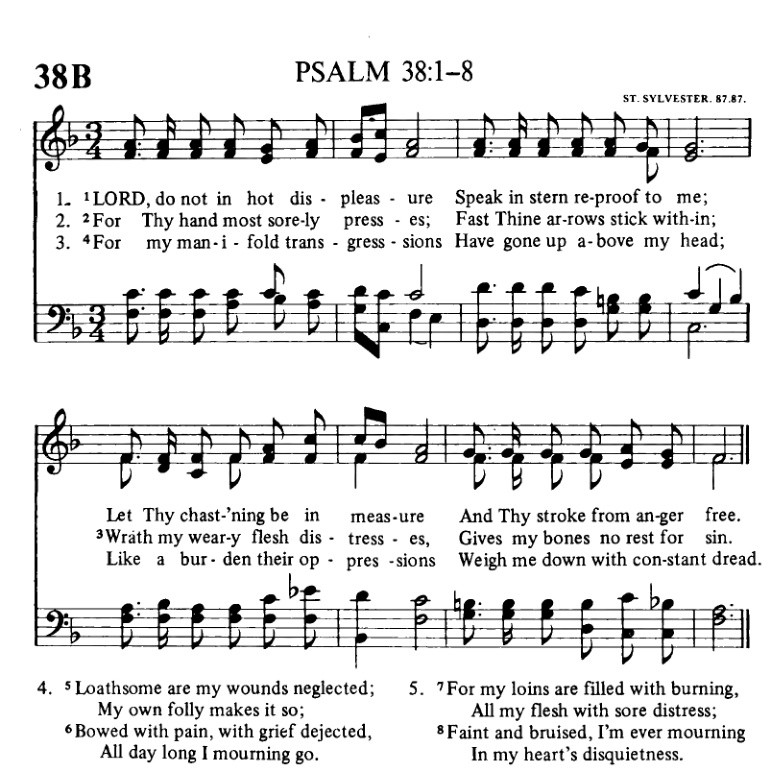 38B
PSALM 38:1–8
ST. SYLVESTER. 87.87.
1. ¹LORD, do not in hot dis - pleas - ure Speak in stern re-proof to me;
2. ²For Thy hand most sore-ly press - es; Fast Thine ar-rows stick with-in;
3. ⁴For my man-i-fold trans-gress-sions Have gone up a-bove my head;
Let Thy chast-'ning be in meas-ure And Thy stroke from an-ger free.
³Wrath my wear-y flesh dis - tress - es, Gives my bones no rest for sin.
Like a bur-den their op - pres -sions Weigh me down with con-stant dread.
4. ⁵Loathsome are my wounds neglected;
My own folly makes it so;
⁶Bowed with pain, with grief dejected,
All day long I mourning go.
5. ⁷For my loins are filled with burning,
All my flesh with sore distress;
⁸Faint and bruised, I'm ever mourning
In my heart's disquietness.